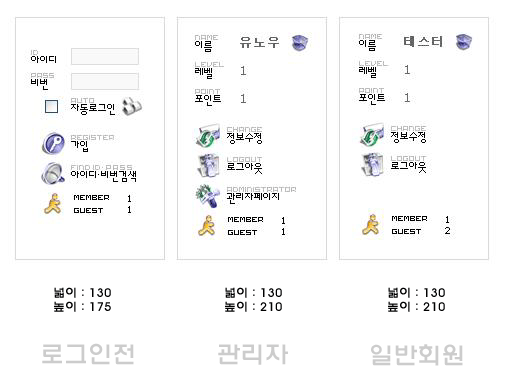 ID
아이디
PASS
비번
AUTO
자동로그인
REGISTER
가입
FIND ID·PASS
아이디·비번검색
MEMBER 1
GUEST 1
넓이 : 130
높이 : 175
로그인전
NAME
이름 유노우
LEVEL
레벨 1
POINT
포인트 1
CHANGE
정보수정
LOGOUT
로그아웃
ADMINISTRATOR
관리자페이지
MEMBER 1
GUEST 1
넓이 : 130
높이 : 210
관리자
NAME
이름 테스터
LEVEL
레벨 1
POINT
포인트 1
CHANGE
정보수정
LOGOUT
로그아웃
MEMBER 1
GUEST 2
넓이 : 130
높이 : 210
일반회원